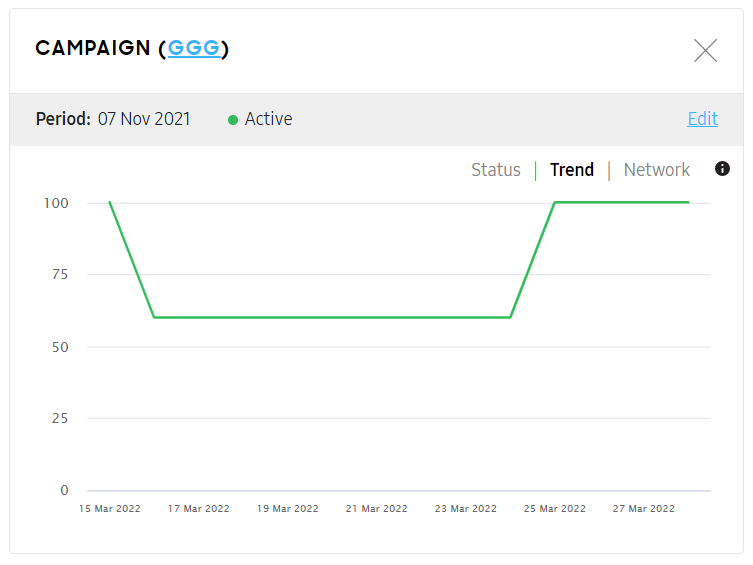 CAMPAIGN (GGG)
Period: 07 Nov 2021 Active Edit
Status | Trend | Network
100
75
50
25
0
15 Mar 2022 17 Mar 2022 19 Mar 2022 21 Mar 2022 23 Mar 2022 25 Mar 2022 27 Mar 2022